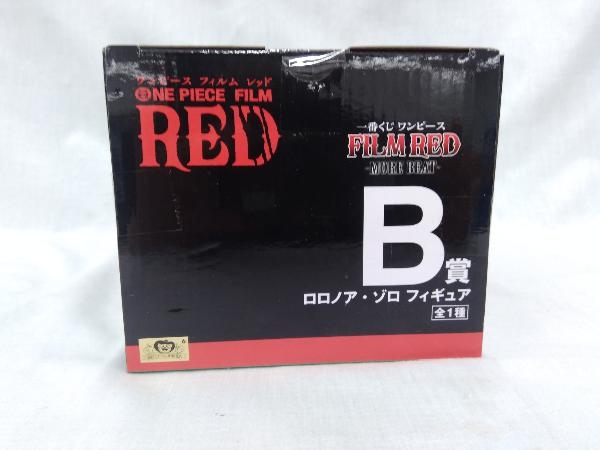 ワンピース フィルム レッド
ONE PIECE FILM
RED
一番くじ ワンピース
FILM RED
-MORE BEAT-
B賞
ロロノア・ゾロ フィギュア
全1種
6